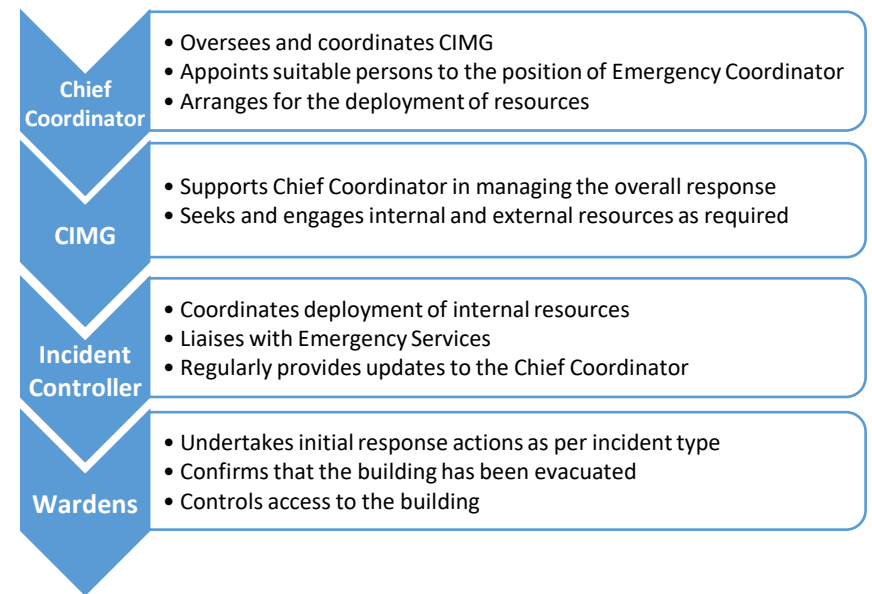 Chief
Coordinator
• Oversees and coordinates CIMG
• Appoints suitable persons to the position of Emergency Coordinator
• Arranges for the deployment of resources
CIMG
• Supports Chief Coordinator in managing the overall response
• Seeks and engages internal and external resources as required
Incident
Controller
• Coordinates deployment of internal resources
• Liaises with Emergency Services
• Regularly provides updates to the Chief Coordinator
Wardens
• Undertakes initial response actions as per incident type
• Confirms that the building has been evacuated
• Controls access to the building